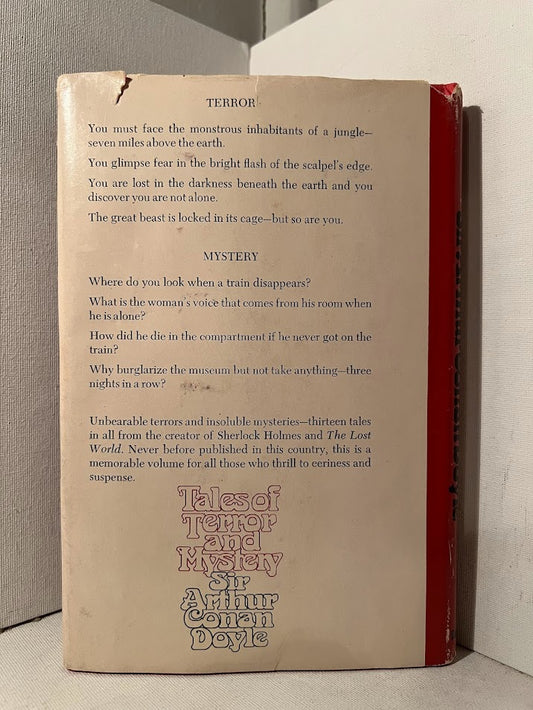 TERROR
You must face the monstrous inhabitants of a jungle—
seven miles above the earth.
You glimpse fear in the bright flash of the scalpel's edge.
You are lost in the darkness beneath the earth and you
discover you are not alone.
The great beast is locked in its cage—but so are you.
MYSTERY
Where do you look when a train disappears?
What is the woman's voice that comes from his room when
he is alone?
How did he die in the compartment if he never got on the
train?
Why burglarize the museum but not take anything—three
nights in a row?
Unbearable terrors and insoluble mysteries—thirteen tales
in all from the creator of Sherlock Holmes and The Lost
World. Never before published in this country, this is a
memorable volume for all those who thrill to eeriness and
suspense.
Tales of
Terror
and
Mystery
Sir
Arthur
Conan
Doyle